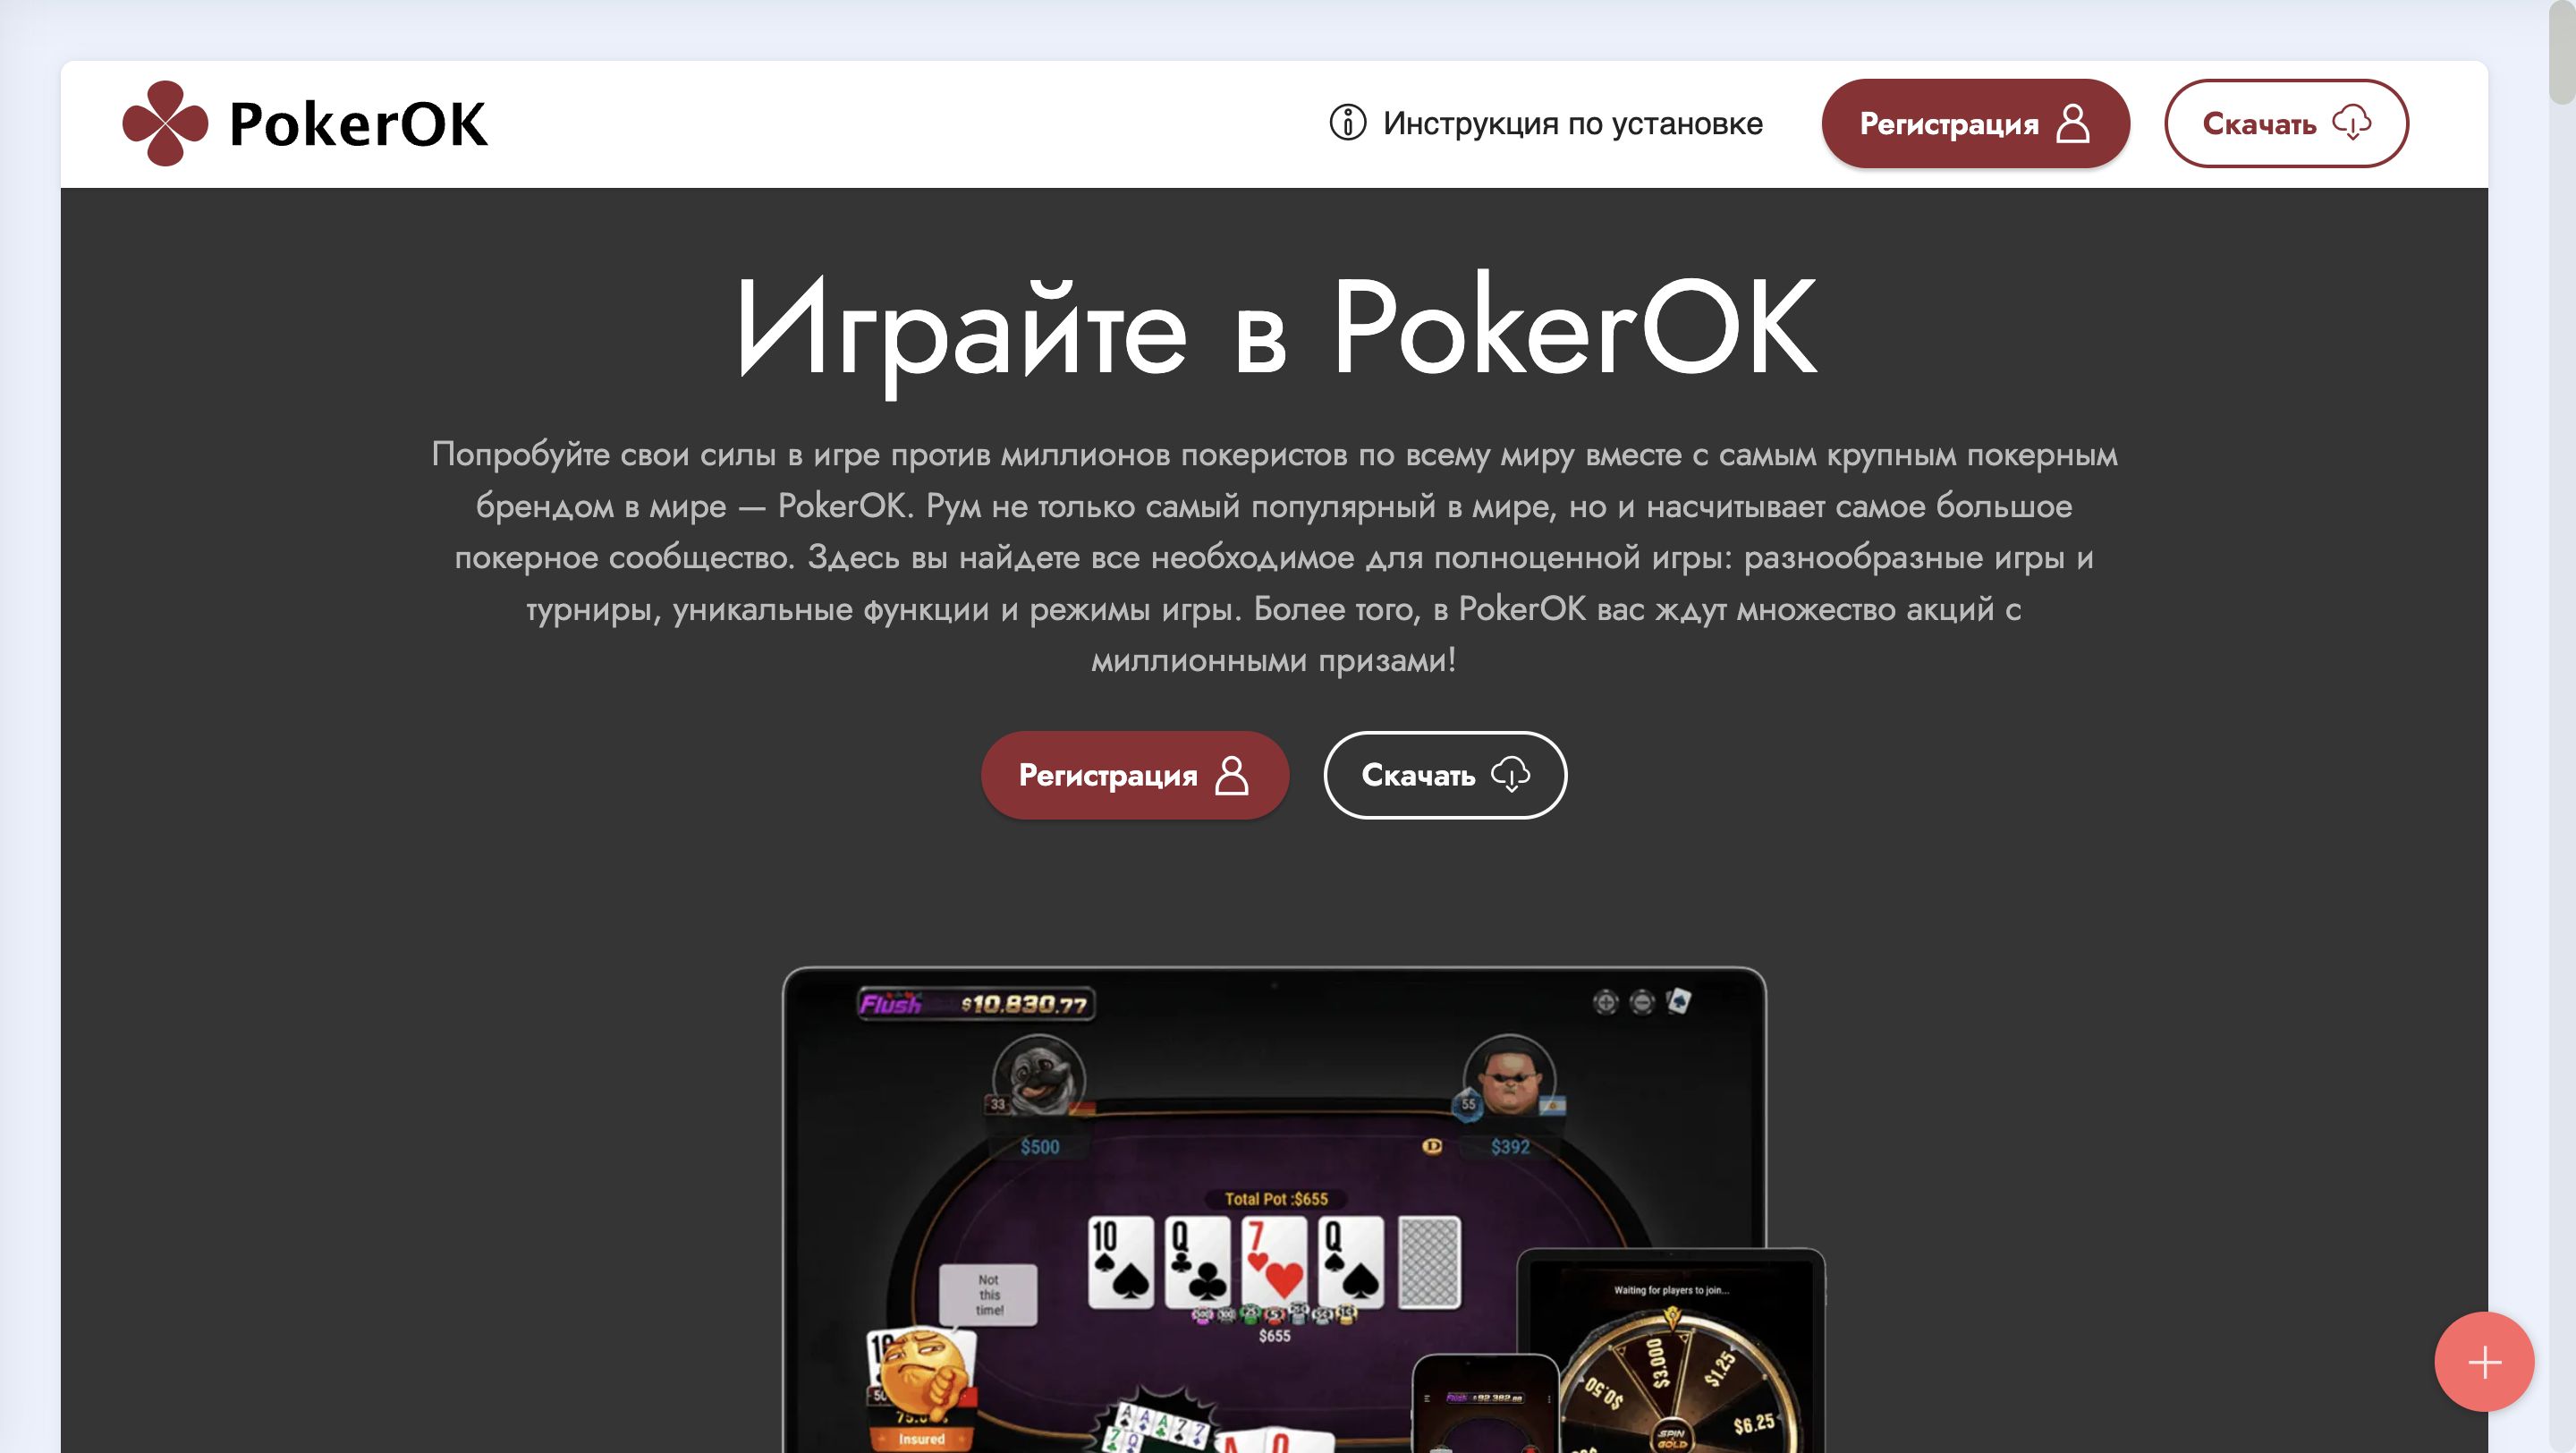 PokerOK
Инструкция по установке
Регистрация
Скачать
Играйте в PokerOK
Попробуйте свои силы в игре против миллионов покеристов по всему миру вместе с самым крупным покерным
брендом в мире — PokerOK. Рум не только самый популярный в мире, но и насчитывает самое большое
покерное сообщество. Здесь вы найдете все необходимое для полноценной игры: разнообразные игры и
турниры, уникальные функции и режимы игры. Более того, в PokerOK вас ждут множество акций с
миллионными призами!
Регистрация
Скачать
Flush $10,830.77
33
55
$500
D
$392
Total Pot :$655
10
Q
7
Q
Not
this
time!
$655
Waiting for players to join...
$0.50
$3,000
$1.25
$6.25
SPIN
GOLD
Insured